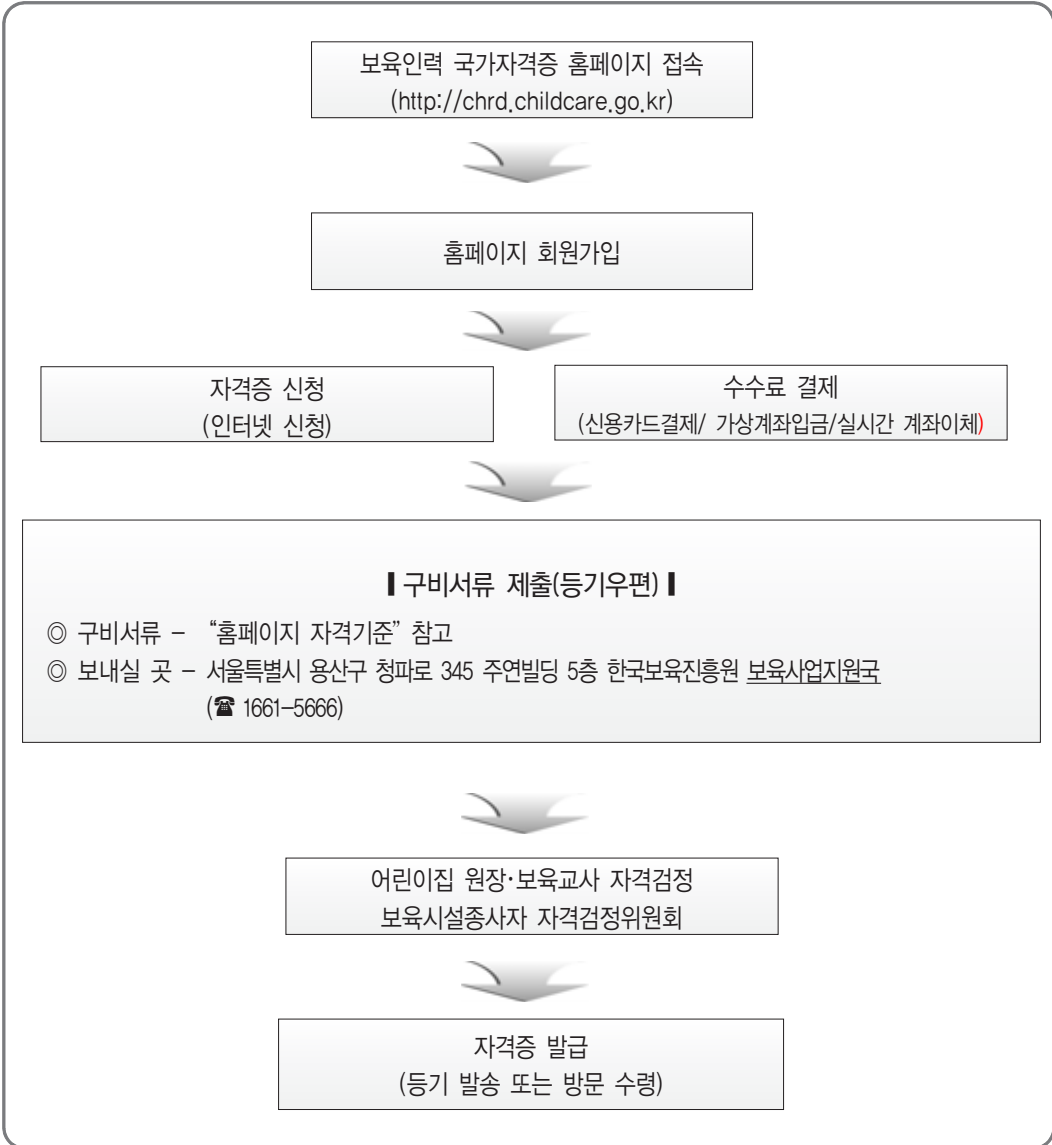 보육인력 국가자격증 홈페이지 접속
(http://chrd.childcare.go.kr)
홈페이지 회원가입
자격증 신청
(인터넷 신청)
수수료 결제
(신용카드결제/ 가상계좌입금/실시간 계좌이체)
▎구비서류 제출(등기우편)▎
◎ 구비서류 – “홈페이지 자격기준” 참고
◎ 보내실 곳 – 서울특별시 용산구 청파로 345 주연빌딩 5층 한국보육진흥원 보육사업지원국
(☎ 1661–5666)
어린이집 원장·보육교사 자격검정
보육시설종사자 자격검정위원회
자격증 발급
(등기 발송 또는 방문 수령)